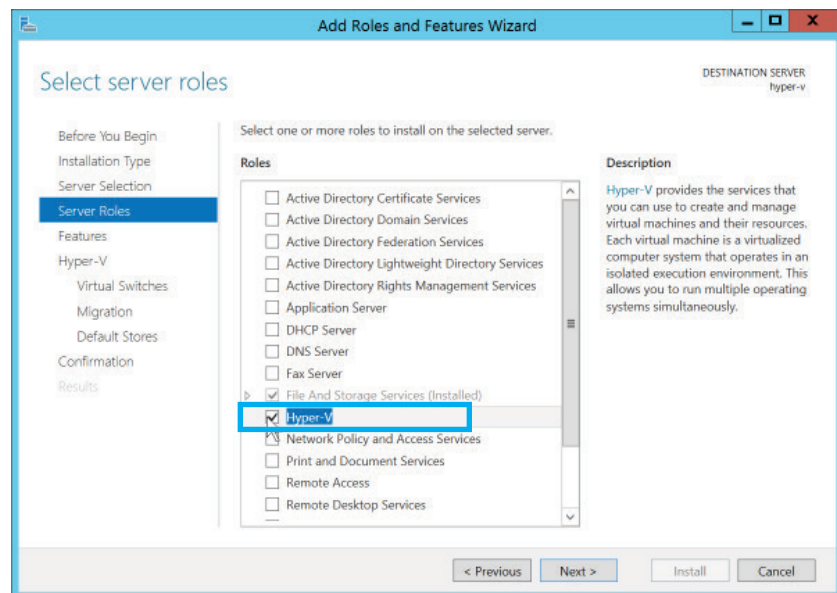 Add Roles and Features Wizard
Select server roles
DESTINATION SERVER
hyper-v
Before You Begin
Installation Type
Server Selection
Server Roles
Features
Hyper-V
Virtual Switches
Migration
Default Stores
Confirmation
Results
Select one or more roles to install on the selected server.
Roles
Active Directory Certificate Services
Active Directory Domain Services
Active Directory Federation Services
Active Directory Lightweight Directory Services
Active Directory Rights Management Services
Application Server
DHCP Server
DNS Server
Fax Server
File And Storage Services (Installed)
Hyper-V
Network Policy and Access Services
Print and Document Services
Remote Access
Remote Desktop Services
Description
Hyper-V provides the services that
you can use to create and manage
virtual machines and their resources.
Each virtual machine is a virtualized
computer system that operates in an
isolated execution environment. This
allows you to run multiple operating
systems simultaneously.
< Previous
Next >
Install
Cancel